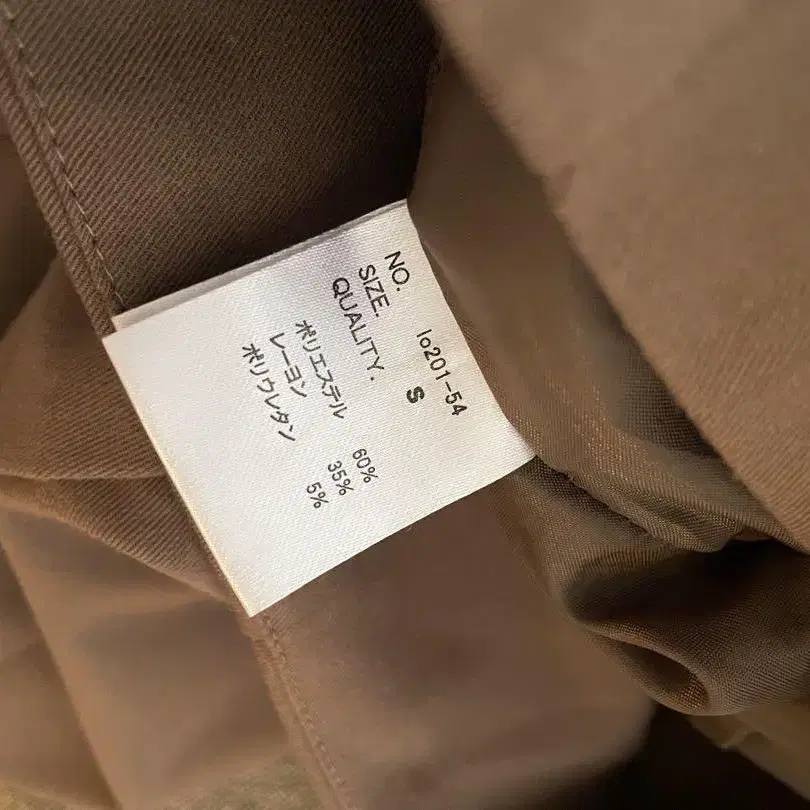 NO. Io201-54
SIZE. S
QUALITY.
ポリエステル 60%
レーヨン 35%
ポリウレタン 5%